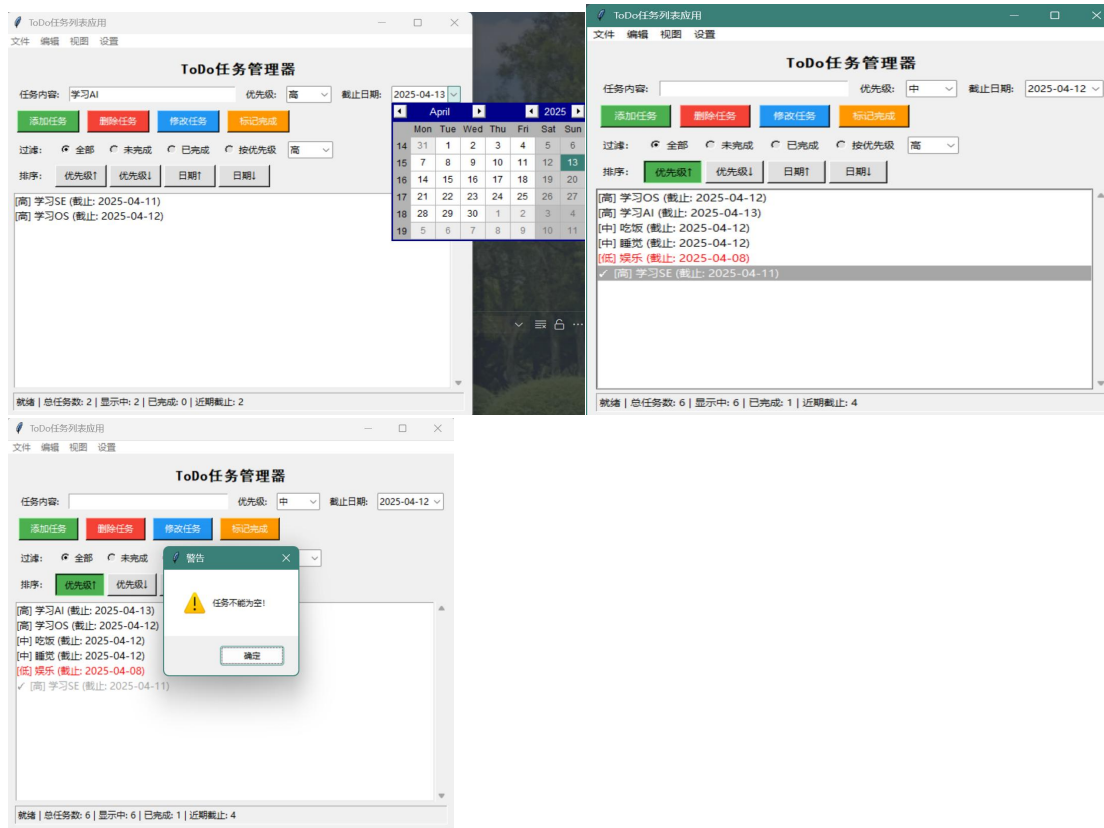 ToDo任务列表应用
文件 编辑 视图 设置
ToDo任务管理器
任务内容: 学习AI 优先级: 高 截止日期: 2025-04-13
添加任务 删除任务 修改任务 标记完成
过滤: 全部 未完成 已完成 按优先级 高
排序: 优先级↑ 优先级↓ 日期↑ 日期↓
[高] 学习SE (截止: 2025-04-11)
[高] 学习OS (截止: 2025-04-12)
就绪 | 总任务数: 2 | 显示中: 2 | 已完成: 0 | 近期截止: 2
April 2025
Mon Tue Wed Thu Fri Sat Sun
14 31 1 2 3 4 5 6
15 7 8 9 10 11 12 13
16 14 15 16 17 18 19 20
17 21 22 23 24 25 26 27
18 28 29 30 1 2 3 4
19 5 6 7 8 9 10 11
ToDo任务列表应用
文件 编辑 视图 设置
ToDo任务管理器
任务内容: 优先级: 中 截止日期: 2025-04-12
添加任务 删除任务 修改任务 标记完成
过滤: 全部 未完成 已完成 按优先级 高
排序: 优先级↑ 优先级↓ 日期↑ 日期↓
[高] 学习OS (截止: 2025-04-12)
[高] 学习AI (截止: 2025-04-13)
[中] 吃饭 (截止: 2025-04-12)
[中] 睡觉 (截止: 2025-04-12)
[低] 娱乐 (截止: 2025-04-08)
✓ [高] 学习SE (截止: 2025-04-11)
就绪 | 总任务数: 6 | 显示中: 6 | 已完成: 1 | 近期截止: 4
ToDo任务列表应用
文件 编辑 视图 设置
ToDo任务管理器
任务内容: 优先级: 中 截止日期: 2025-04-12
添加任务 删除任务 修改任务 标记完成
过滤: 全部 未完成
排序: 优先级↑ 优先级↓
[高] 学习AI (截止: 2025-04-13)
[高] 学习OS (截止: 2025-04-12)
[中] 吃饭 (截止: 2025-04-12)
[中] 睡觉 (截止: 2025-04-12)
[低] 娱乐 (截止: 2025-04-08)
✓ [高] 学习SE (截止: 2025-04-11)
警告
任务不能为空!
确定
就绪 | 总任务数: 6 | 显示中: 6 | 已完成: 1 | 近期截止: 4